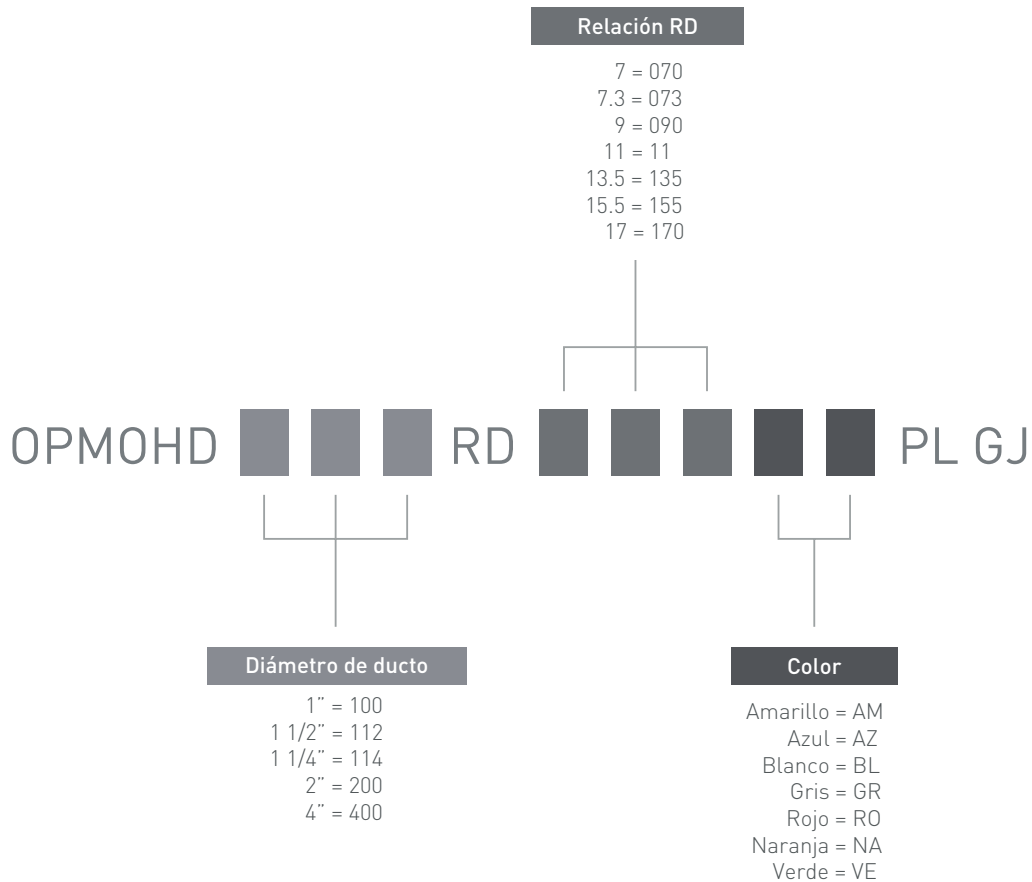 Relación RD
7 = 070
7.3 = 073
9 = 090
11 = 11
13.5 = 135
15.5 = 155
17 = 170
OPMOHD RD PL GJ
Diámetro de ducto
1” = 100
1 1/2” = 112
1 1/4” = 114
2” = 200
4” = 400
Color
Amarillo = AM
Azul = AZ
Blanco = BL
Gris = GR
Rojo = RO
Naranja = NA
Verde = VE